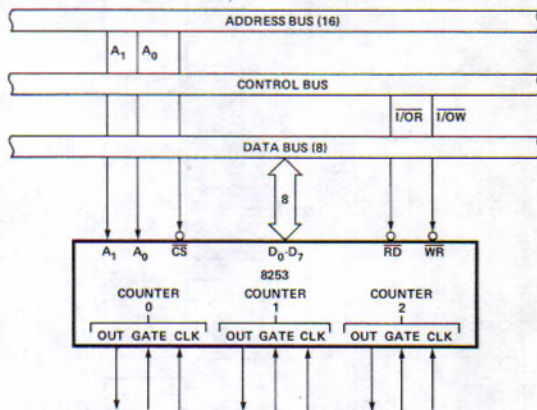 ADDRESS BUS (16)
A1 A0
CONTROL BUS
I/OR I/OW
DATA BUS (8)
8
A1 A0 CS D0-D7 RD WR
8253
COUNTER COUNTER COUNTER
0 1 2
OUT GATE CLK OUT GATE CLK OUT GATE CLK